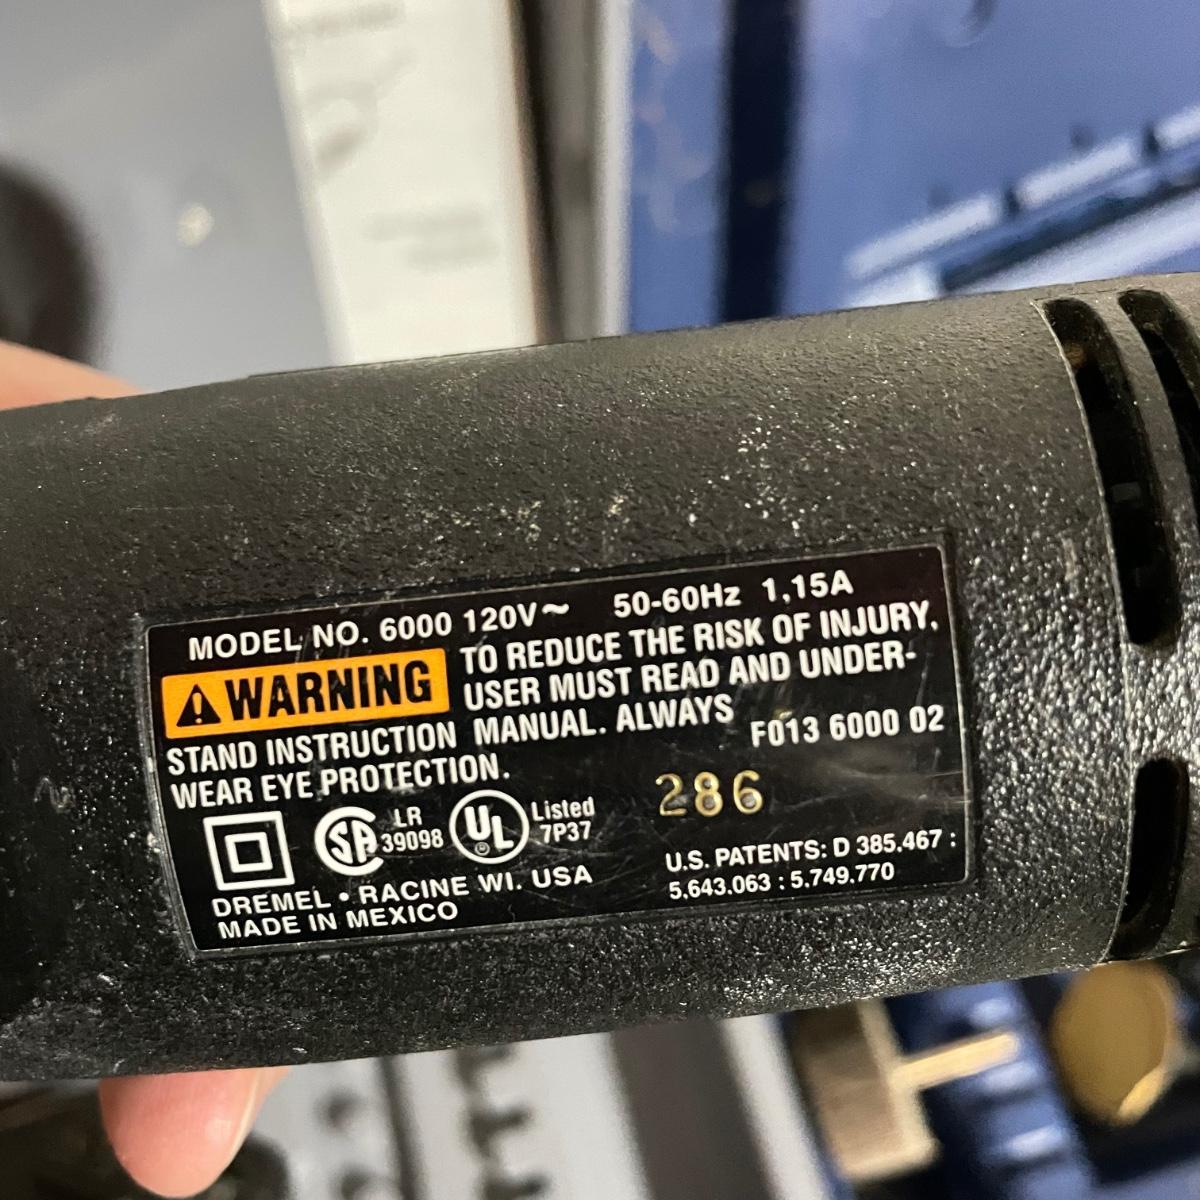 MODEL NO. 6000 120V~ 50-60Hz 1,15A
⚠ WARNING TO REDUCE THE RISK OF INJURY,
USER MUST READ AND UNDER-
STAND INSTRUCTION MANUAL. ALWAYS
WEAR EYE PROTECTION.
F013 6000 02
286
SA LR
39098
UL ® Listed
7P37
DREMEL • RACINE WI. USA
MADE IN MEXICO
U.S. PATENTS: D 385.467 :
5,643.063 : 5.749.770